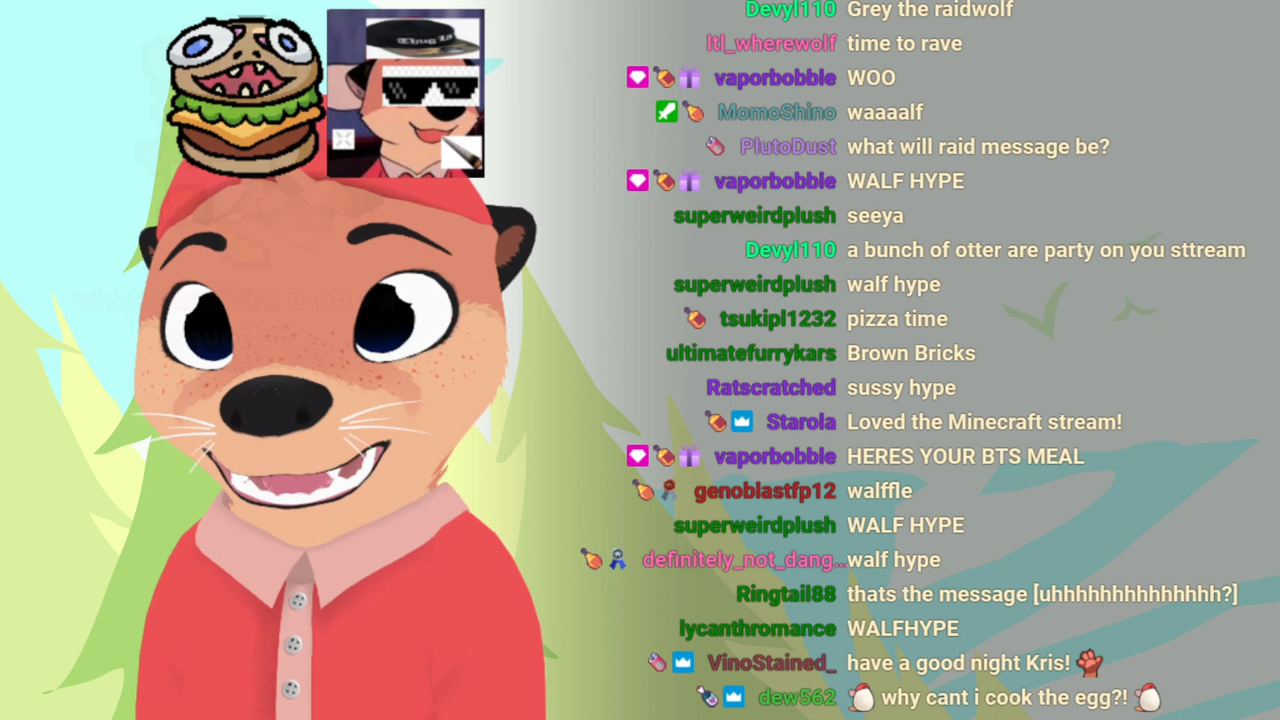 Devyl110 Grey the raidwolf
ltl_wherewolf time to rave
vaporbobble WOO
MomoShino waaaalf
PlutoDust what will raid message be?
vaporbobble WALF HYPE
superweirdplush seeya
Devyl110 a bunch of otter are party on you sttream
superweirdplush walf hype
tsukipl1232 pizza time
ultimatefurrykars Brown Bricks
Ratscratched sussy hype
Starola Loved the Minecraft stream!
vaporbobble HERES YOUR BTS MEAL
genoblastfp12 walffle
superweirdplush WALF HYPE
definitely_not_dang... walf hype
Ringtail88 thats the message [uhhhhhhhhhhhhhh?]
lycanthromance WALFHYPE
VinoStained_ have a good night Kris!
dew562 why cant i cook the egg?!